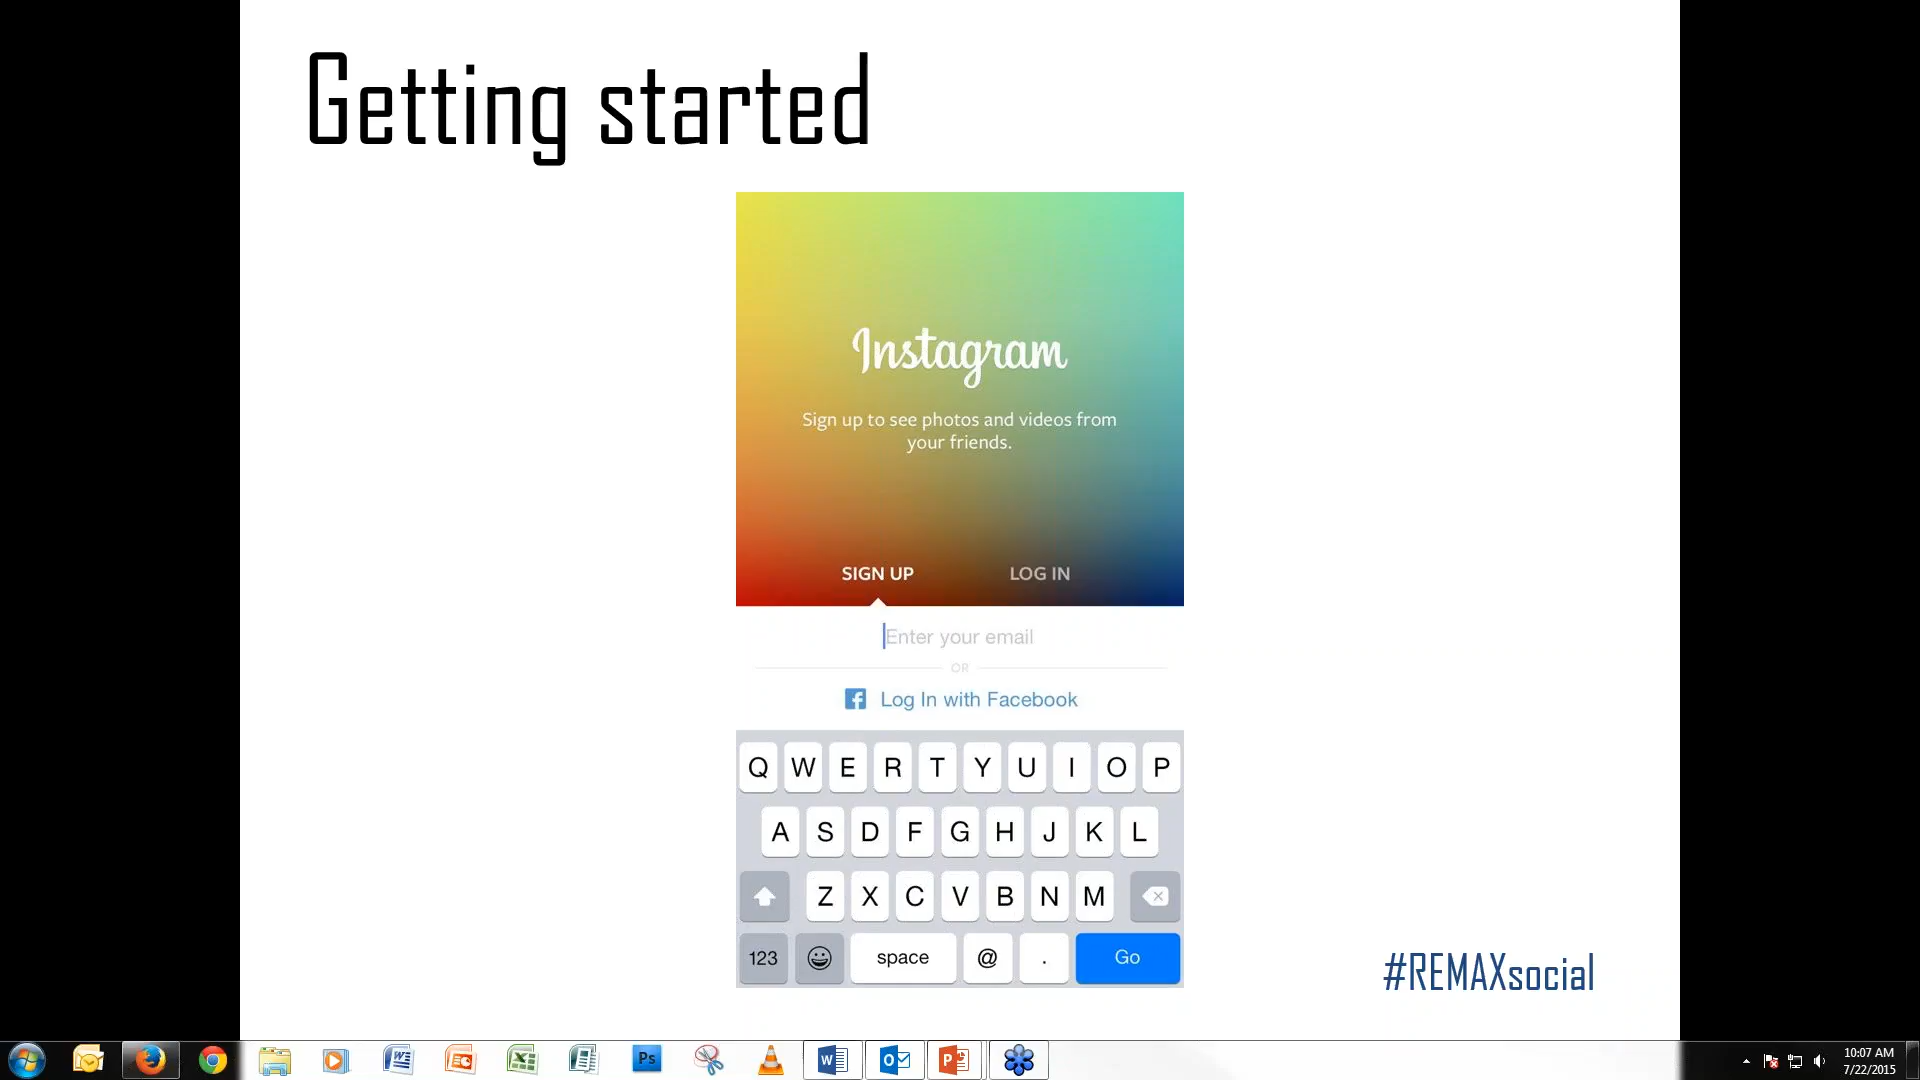 Getting started
Instagram
Sign up to see photos and videos from
your friends.
SIGN UP LOG IN
Enter your email
OR
Log In with Facebook
Q W E R T Y U I O P
A S D F G H J K L
Z X C V B N M
123 space @ . Go
#REMAXsocial
Ps
10:07 AM
7/22/2015